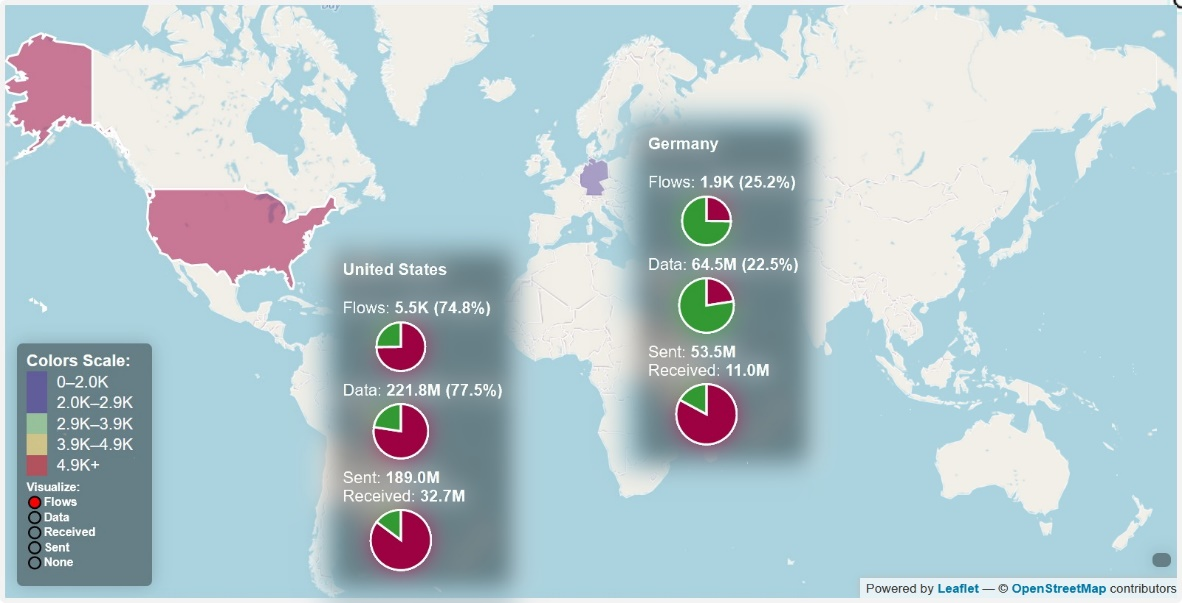 Germany
Flows: 1.9K (25.2%)
Data: 64.5M (22.5%)
Sent: 53.5M
Received: 11.0M
United States
Flows: 5.5K (74.8%)
Data: 221.8M (77.5%)
Sent: 189.0M
Received: 32.7M
Colors Scale:
0–2.0K
2.0K–2.9K
2.9K–3.9K
3.9K–4.9K
4.9K+
Visualize:
Flows
Data
Received
Sent
None
Powered by Leaflet — © OpenStreetMap contributors